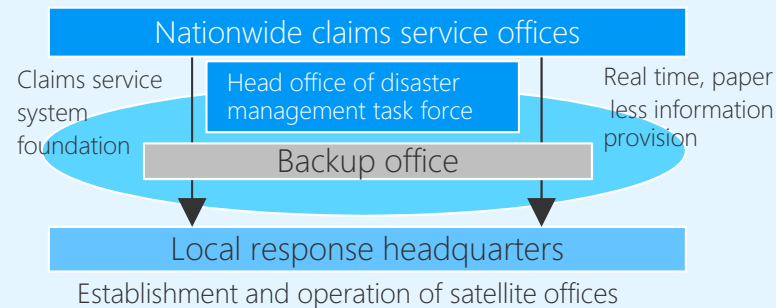 Nationwide claims service offices
Claims service
system
foundation
Head office of disaster
management task force
Real time, paper
less information
provision
Backup office
Local response headquarters
Establishment and operation of satellite offices